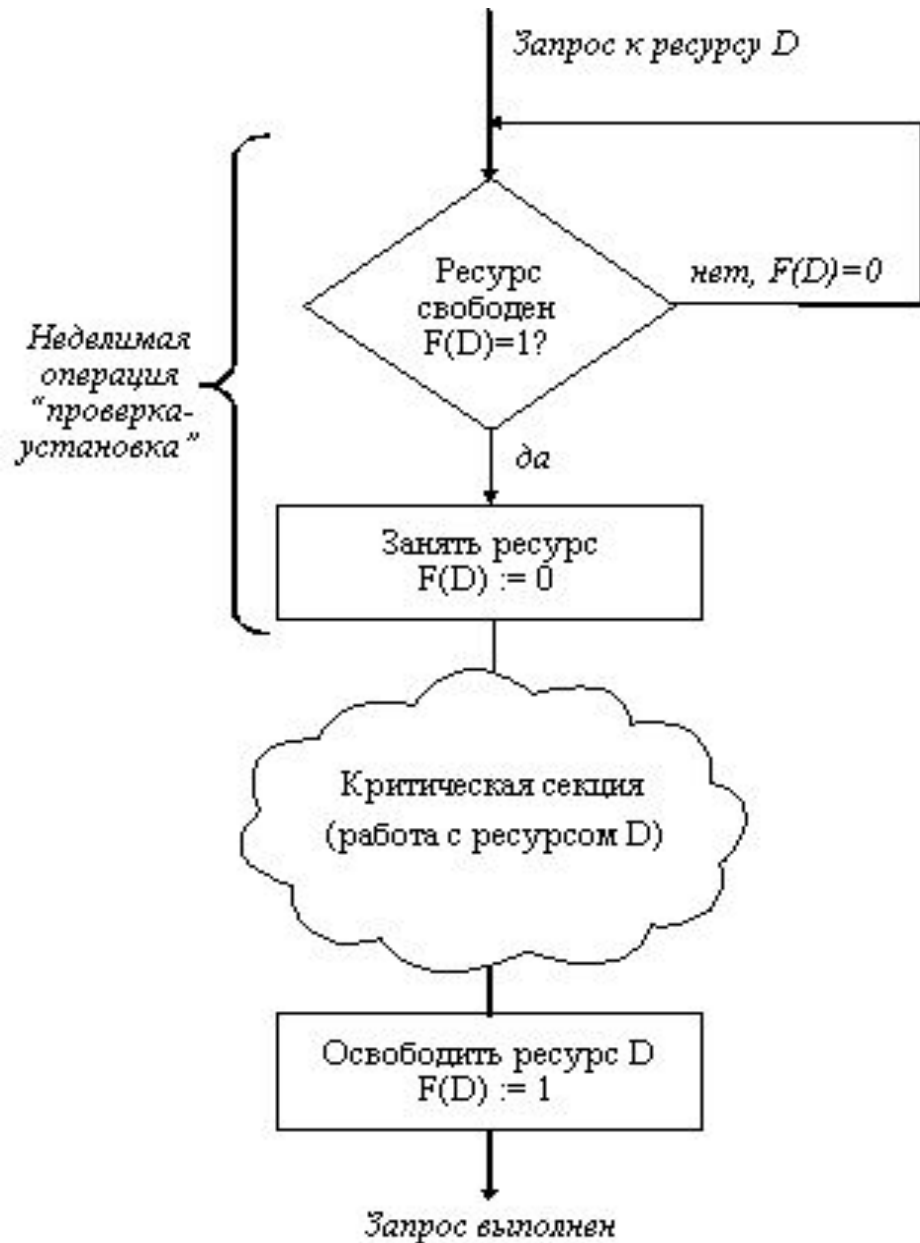 Запрос к ресурсу D
Ресурс
свободен
F(D)=1?
нет, F(D)=0
Неделимая
операция
“проверка-
установка”
да
Занять ресурс
F(D) := 0
Критическая секция
(работа с ресурсом D)
Освободить ресурс D
F(D) := 1
Запрос выполнен